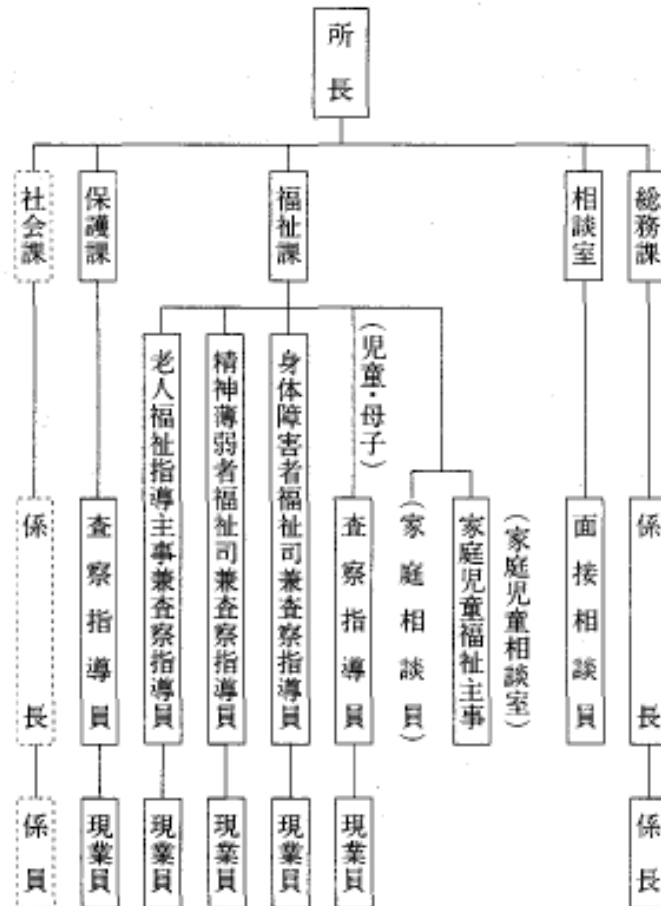 所長
総務課
相談室
福祉課
保護課
社会課
係長
係長
面接相談員
(家庭児童相談室)
家庭児童福祉主事
(家庭相談員)
(児童・母子)
査察指導員
現業員
身体障害者福祉司兼査察指導員
現業員
精神薄弱者福祉司兼査察指導員
現業員
老人福祉指導主事兼査察指導員
現業員
査察指導員
現業員
係長
係員